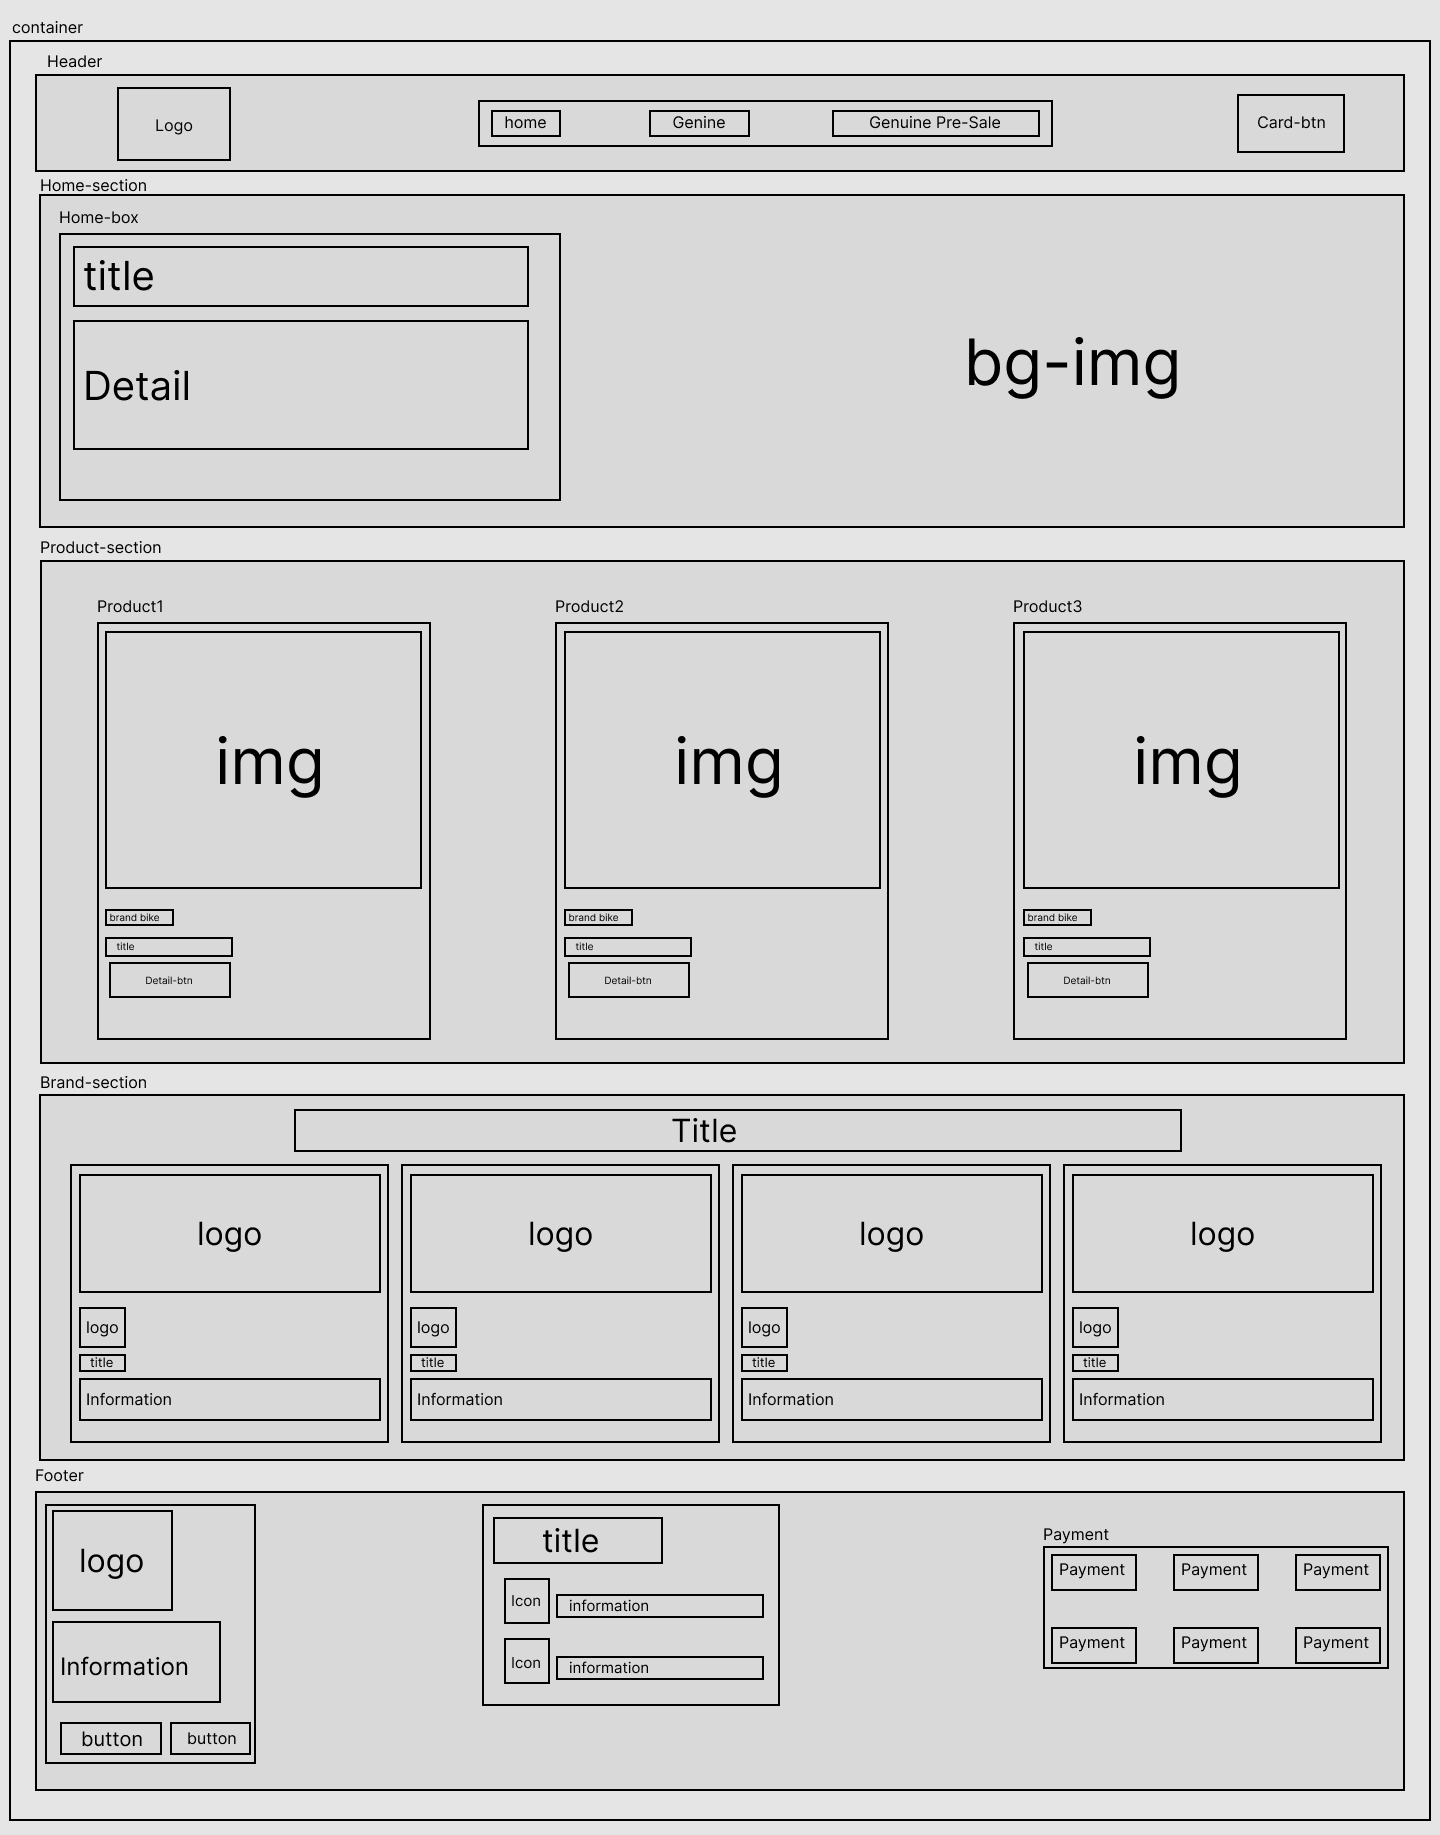 container
Header
Logo
home
Genine
Genuine Pre-Sale
Card-btn
Home-section
Home-box
title
Detail
bg-img
Product-section
Product1
img
brand bike
title
Detail-btn
Product2
img
brand bike
title
Detail-btn
Product3
img
brand bike
title
Detail-btn
Brand-section
Title
logo
logo
title
Information
logo
logo
title
Information
logo
logo
title
Information
logo
logo
title
Information
Footer
logo
Information
button
button
title
Icon
information
Icon
information
Payment
Payment
Payment
Payment
Payment
Payment
Payment